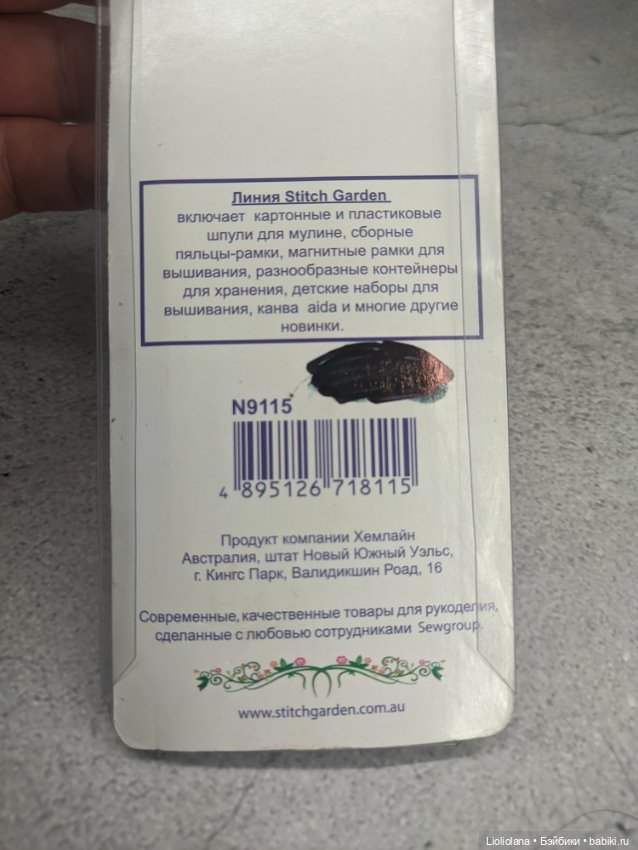 Линия Stitch Garden
включает картонные и пластиковые
шпули для мулине, сборные
пяльцы-рамки, магнитные рамки для
вышивания, разнообразные контейнеры
для хранения, детские наборы для
вышивания, канва aida и многие другие
новинки.
N9115
4 895126 718115
Продукт компании Хемлайн
Австралия, штат Новый Южный Уэльс,
г. Кингс Парк, Валидикшин Роад, 16
Современные, качественные товары для рукоделия,
сделанные с любовью сотрудниками Sewgroup.
www.stitchgarden.com.au
Lioliolana • Бэйбики • babiki.ru